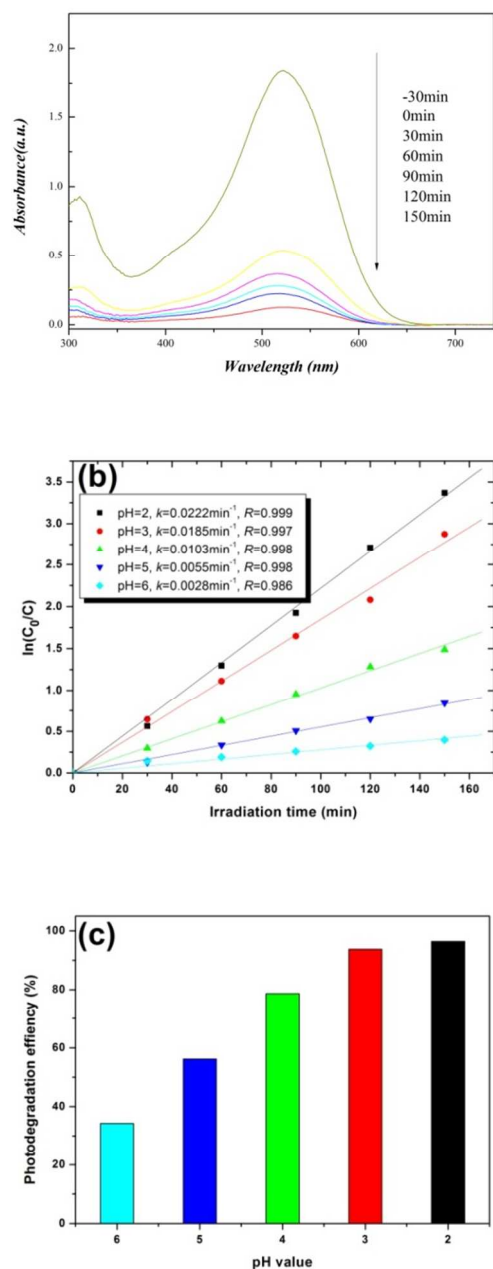 2.0
1.5
1.0
0.5
0.0
Absorbance(a.u.)
-30min
0min
30min
60min
90min
120min
150min
300 400 500 600 700
Wavelength (nm)
(b)
3.5
3.0
2.5
2.0
1.5
1.0
0.5
0.0
ln(C₀/C)
pH=2, k=0.0222min⁻¹, R=0.999
pH=3, k=0.0185min⁻¹, R=0.997
pH=4, k=0.0103min⁻¹, R=0.998
pH=5, k=0.0055min⁻¹, R=0.998
pH=6, k=0.0028min⁻¹, R=0.986
0 20 40 60 80 100 120 140 160
Irradiation time (min)
(c)
100
80
60
40
20
0
Photodegradation effiency (%)
6 5 4 3 2
pH value